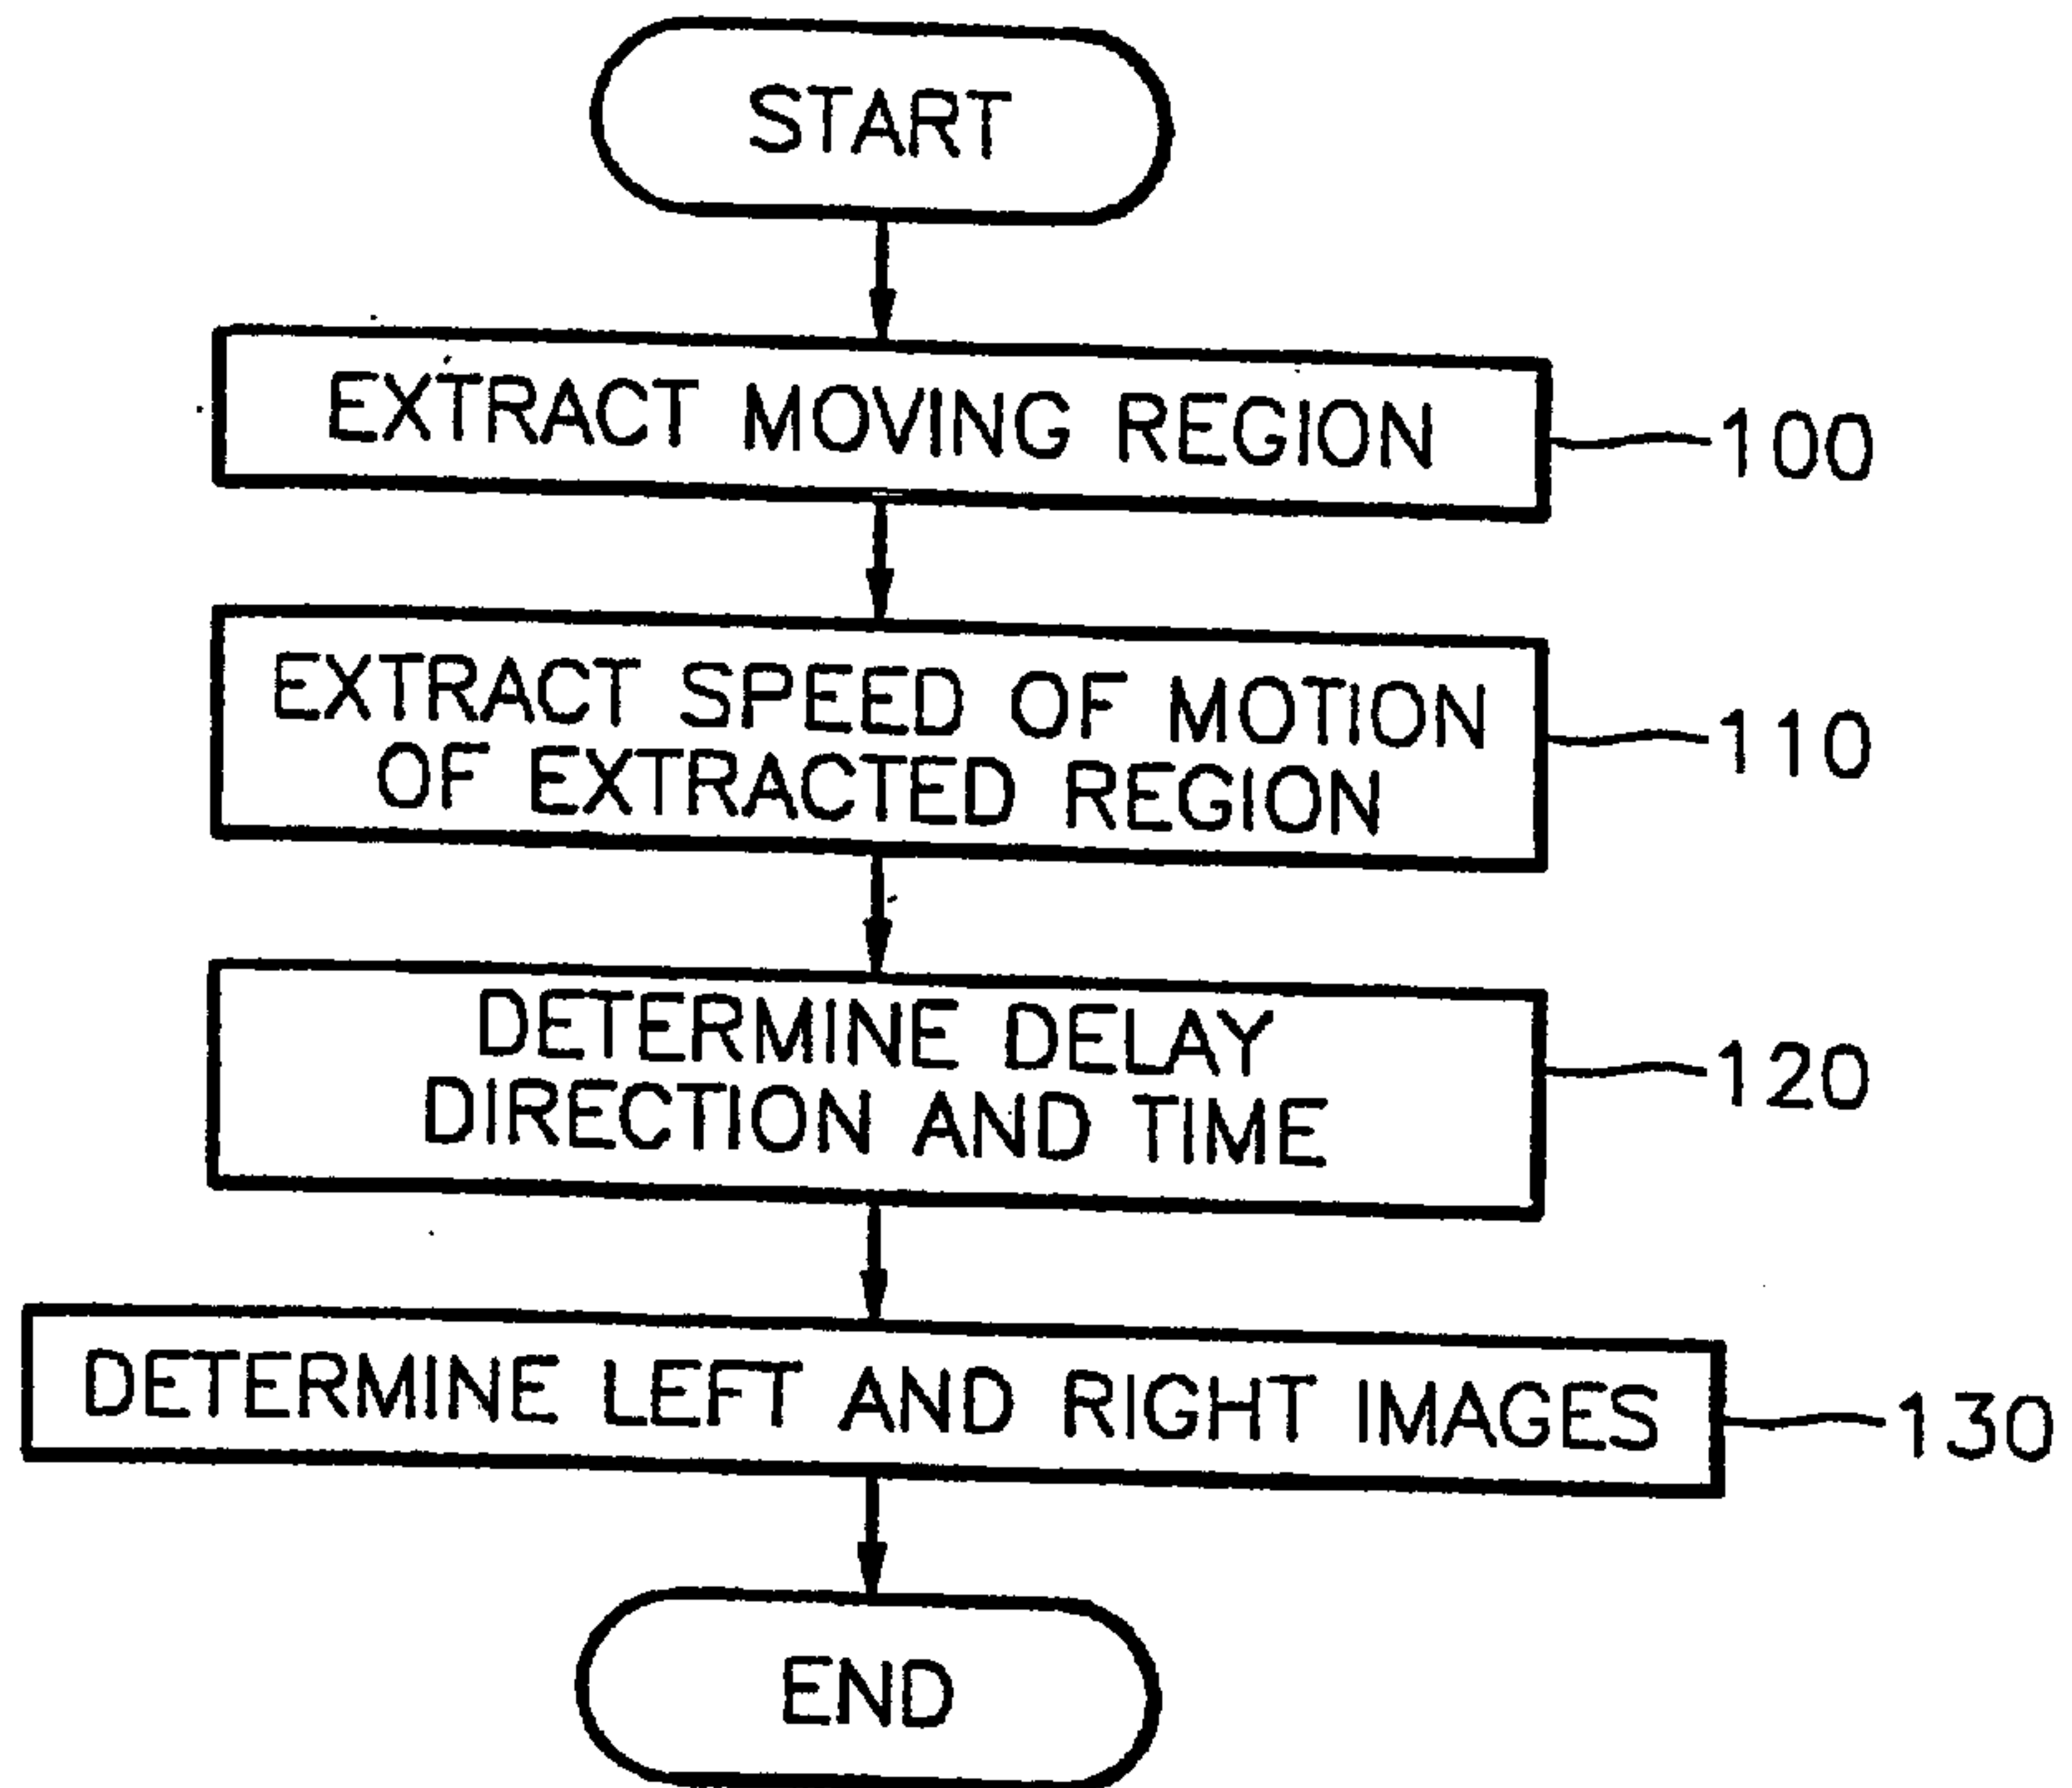 START
EXTRACT MOVING REGION
100
EXTRACT SPEED OF MOTION
OF EXTRACTED REGION
110
DETERMINE DELAY
DIRECTION AND TIME
120
DETERMINE LEFT AND RIGHT IMAGES
130
END